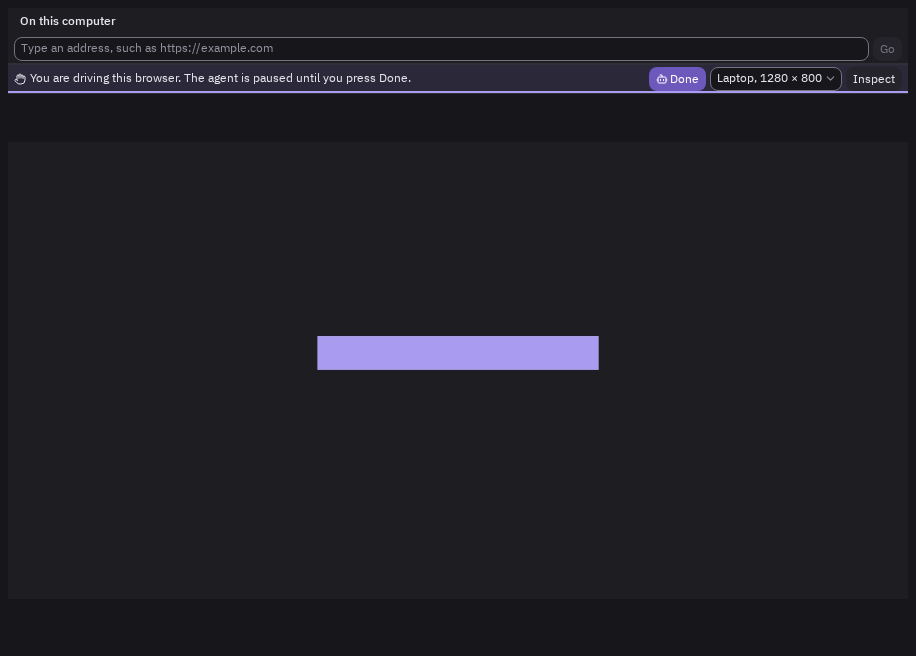 On this computer
Type an address, such as https://example.com
Go
You are driving this browser. The agent is paused until you press Done.
Done
Laptop, 1280 × 800
Inspect